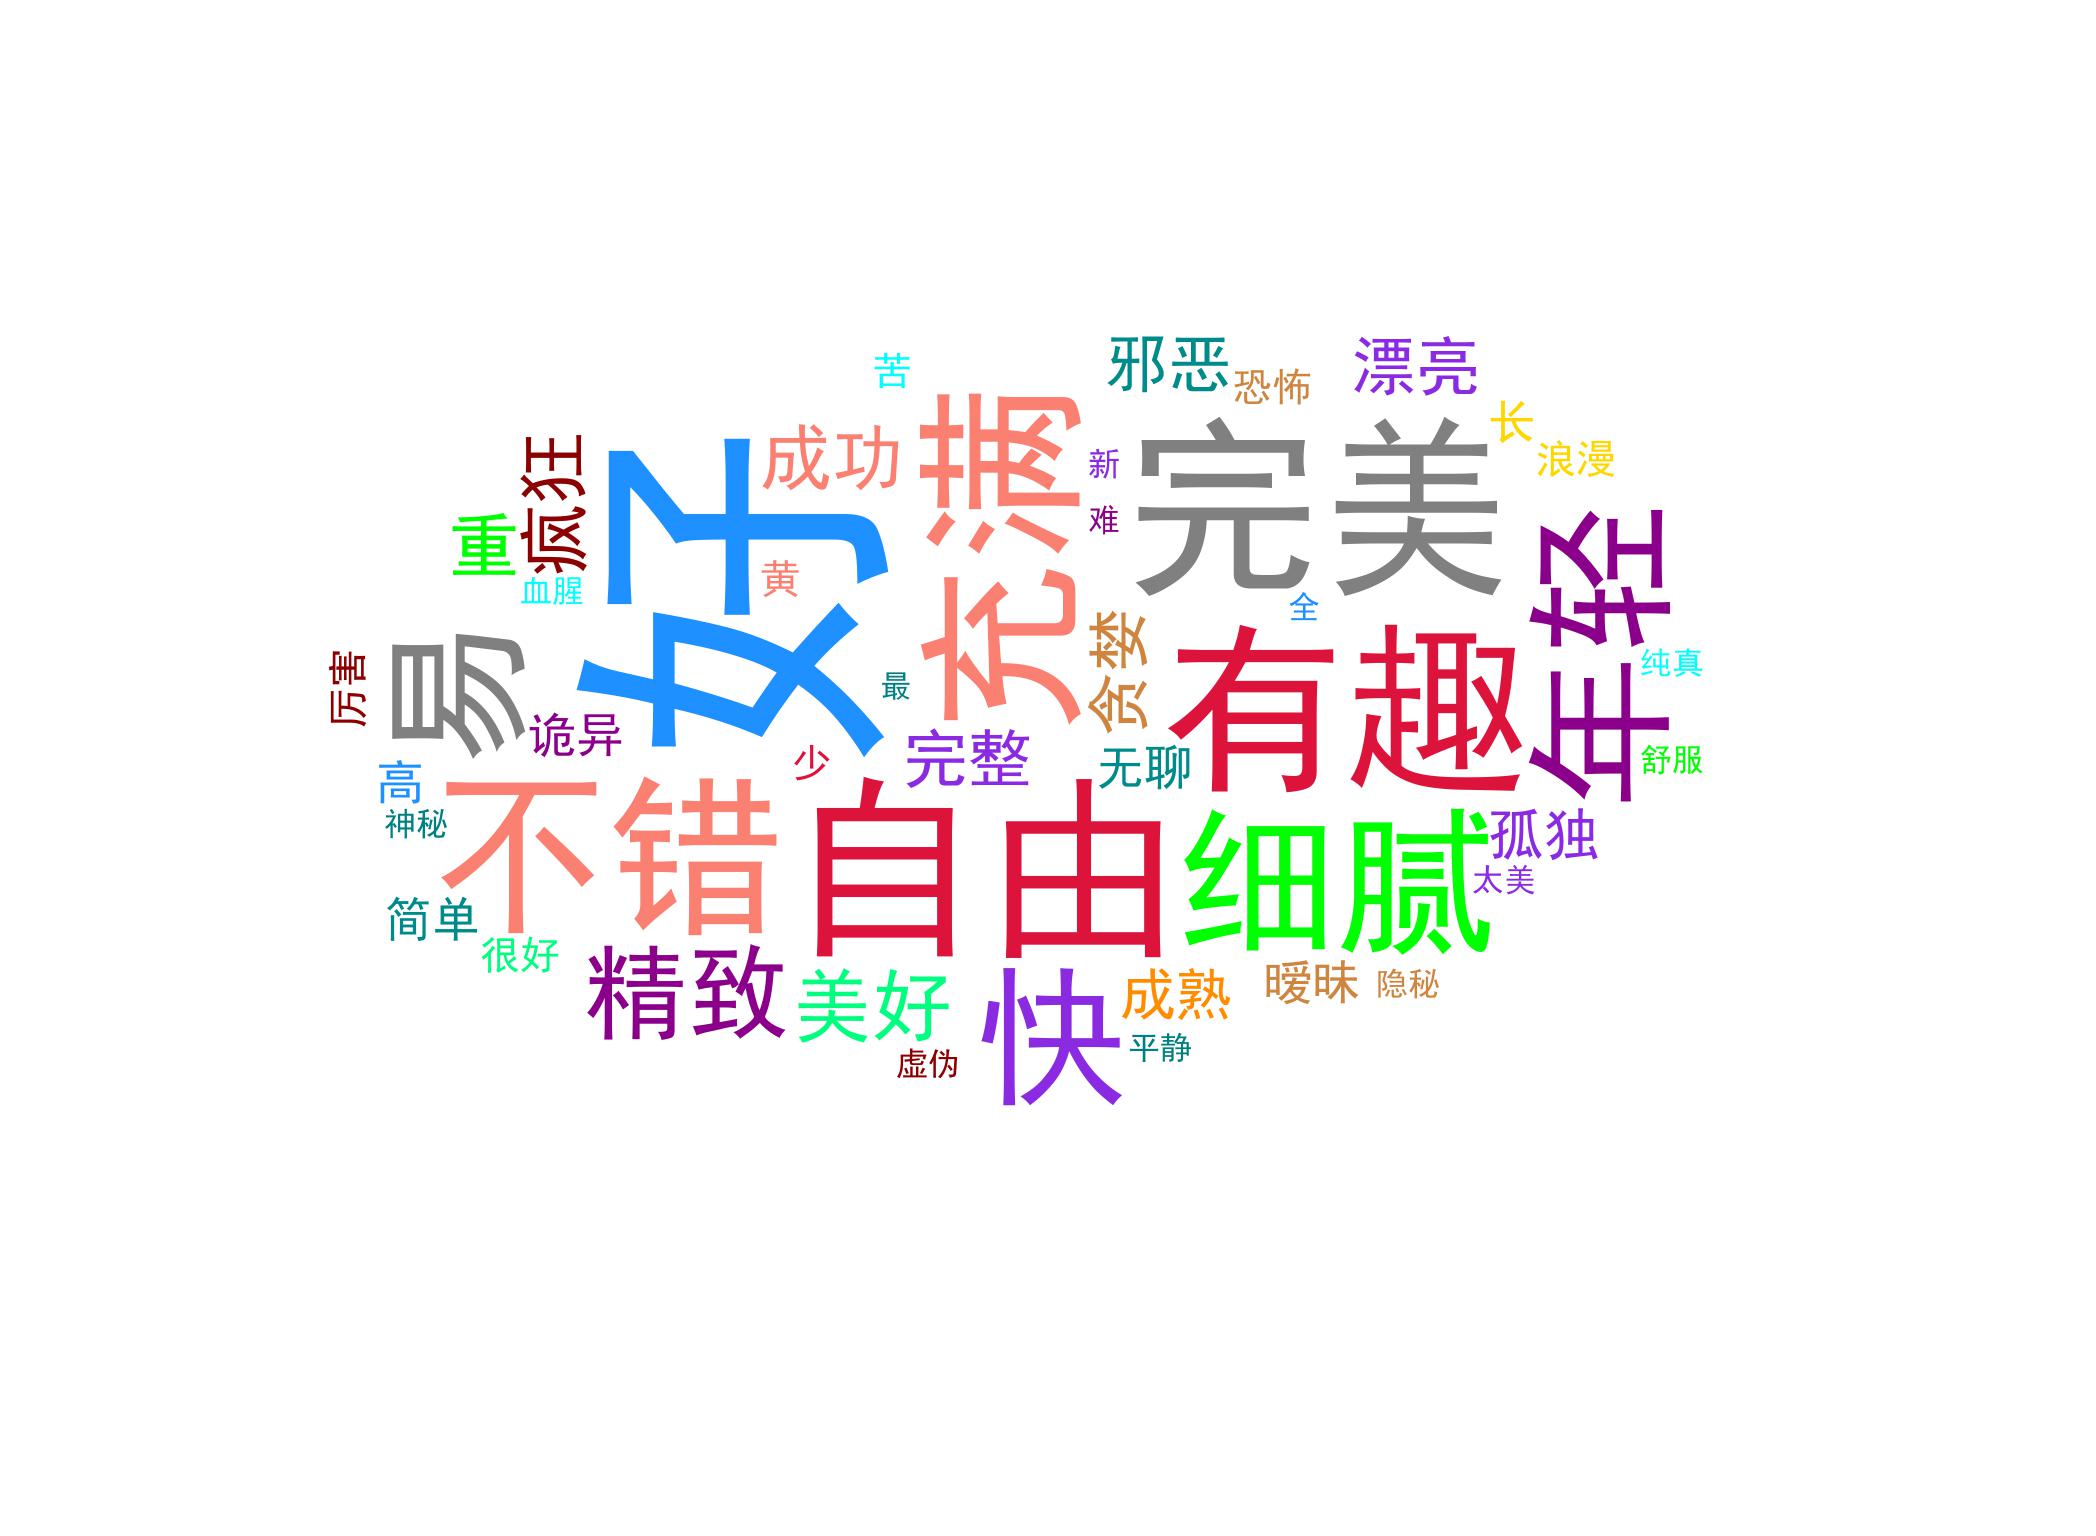 邪恶
漂亮
苦
恐怖
长
成功
浪漫
疯狂
充满
新
完美
重
难
好
黄
血腥
全
年轻
有趣
贪婪
纯真
厉害
易
最
诡异
完整
少
无聊
舒服
高
神秘
不错
自由
细腻
孤独
太美
简单
很好
精致
美好
快
成熟
暧昧
隐秘
平静
虚伪